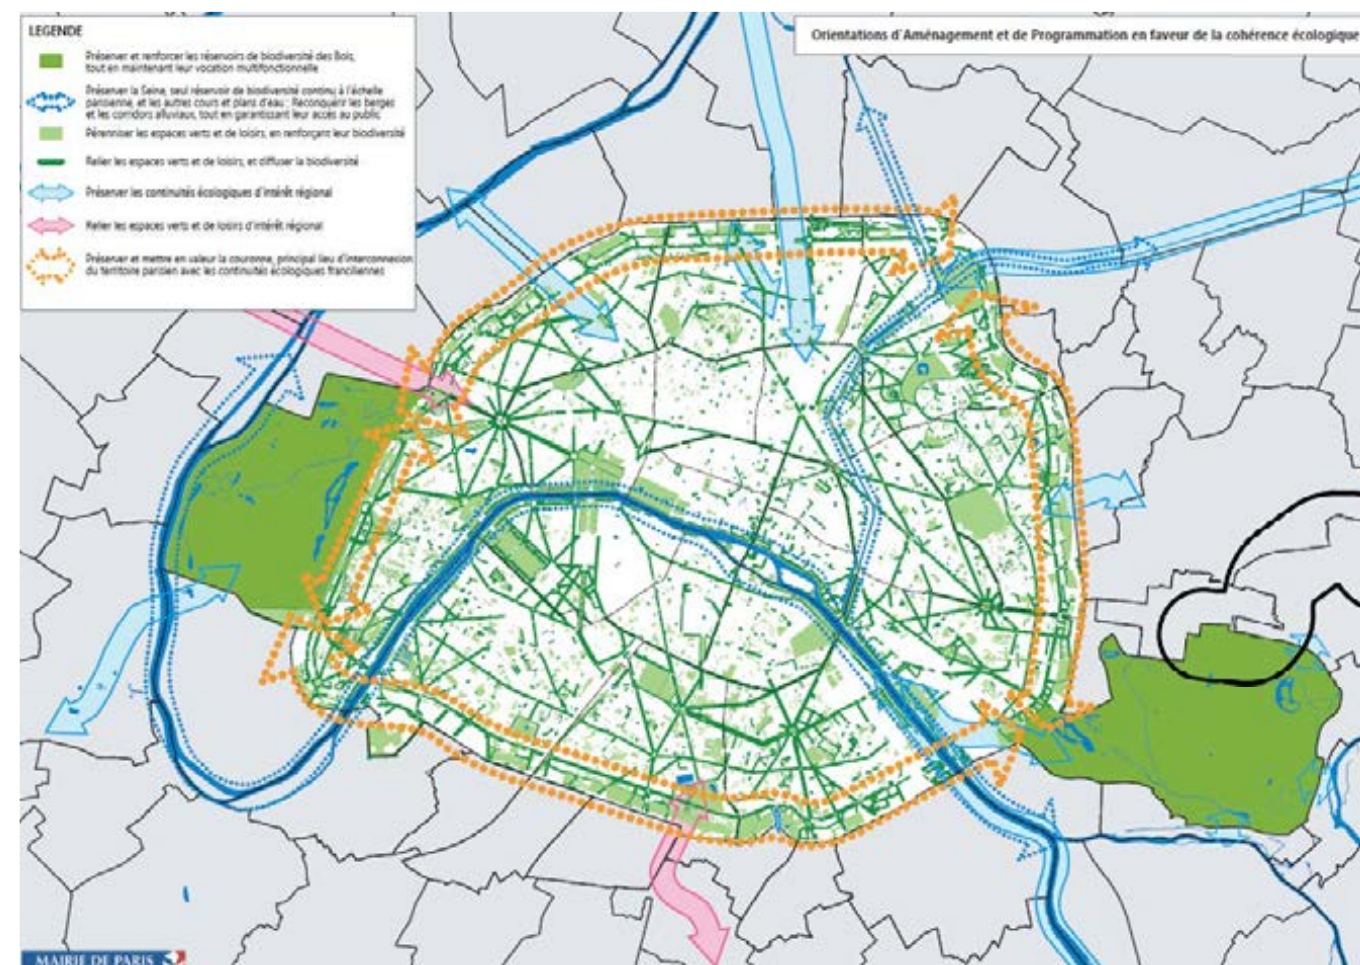 LEGENDE
Préserver et renforcer les réservoirs de biodiversité des Bois,
tout en maintenant leur vocation multifonctionnelle
Préserver la Seine, seul réservoir de biodiversité continu à l'échelle
parisienne, et les autres cours et plans d'eau ; Reconquérir les berges
et les corridors alluviaux, tout en garantissant leur accès au public
Pérenniser les espaces verts et de loisirs, en renforçant leur biodiversité
Relier les espaces verts et de loisirs, et diffuser la biodiversité
Préserver les continuités écologiques d'intérêt régional
Relier les espaces verts et de loisirs d'intérêt régional
Préserver et mettre en valeur la couronne, principal lieu d'interconnexion
du territoire parisien avec les continuités écologiques franciliennes
Orientations d'Aménagement et de Programmation en faveur de la cohérence écologique
MAIRIE DE PARIS